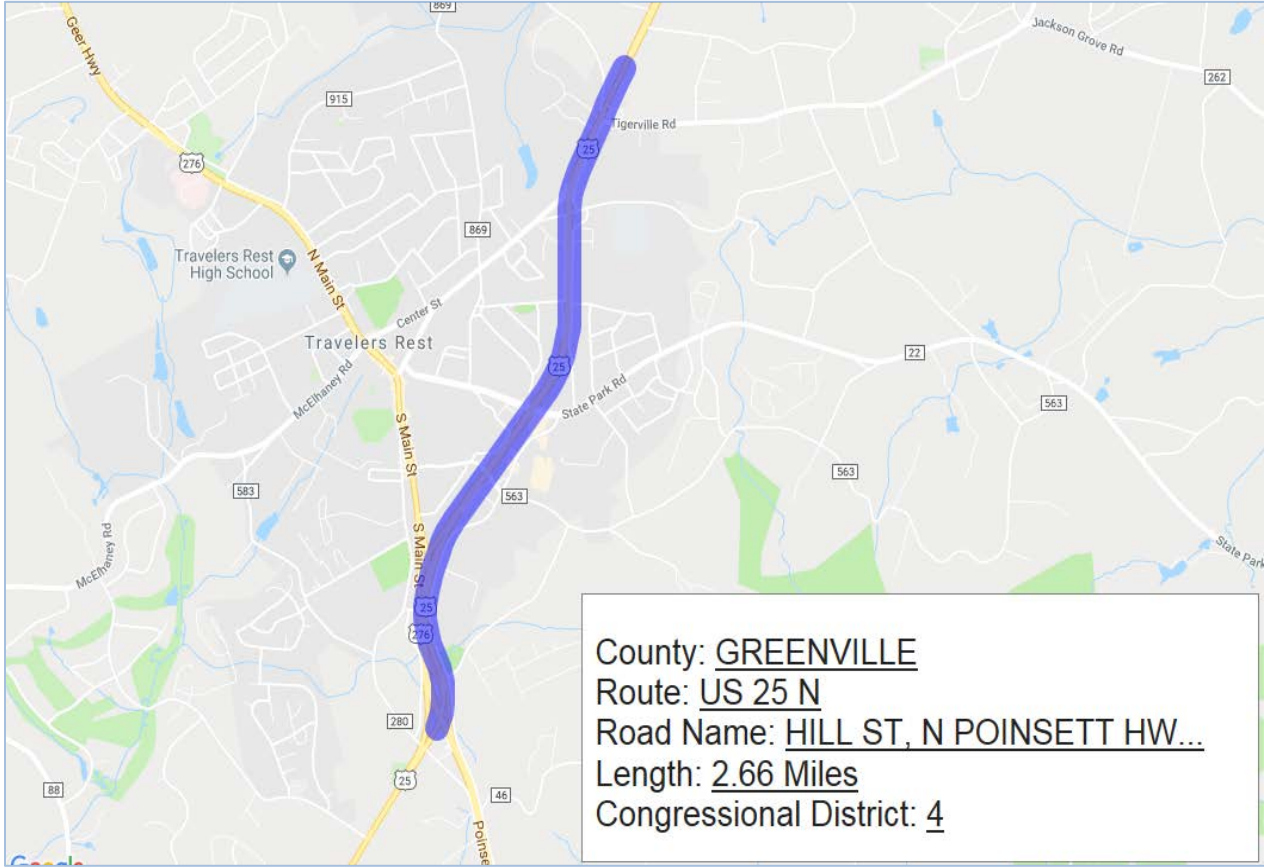 869
Geer Hwy
Jackson Grove Rd
262
915
Tigerville Rd
25
276
869
Travelers Rest
High School
N Main St
Center St
Travelers Rest
22
25
McElhaney Rd
State Park Rd
563
S Main St
563
583
563
S Main St
McElhaney Rd
State Park
25
276
280
25
88
46
Poinse
County: GREENVILLE
Route: US 25 N
Road Name: HILL ST, N POINSETT HW...
Length: 2.66 Miles
Congressional District: 4
Google